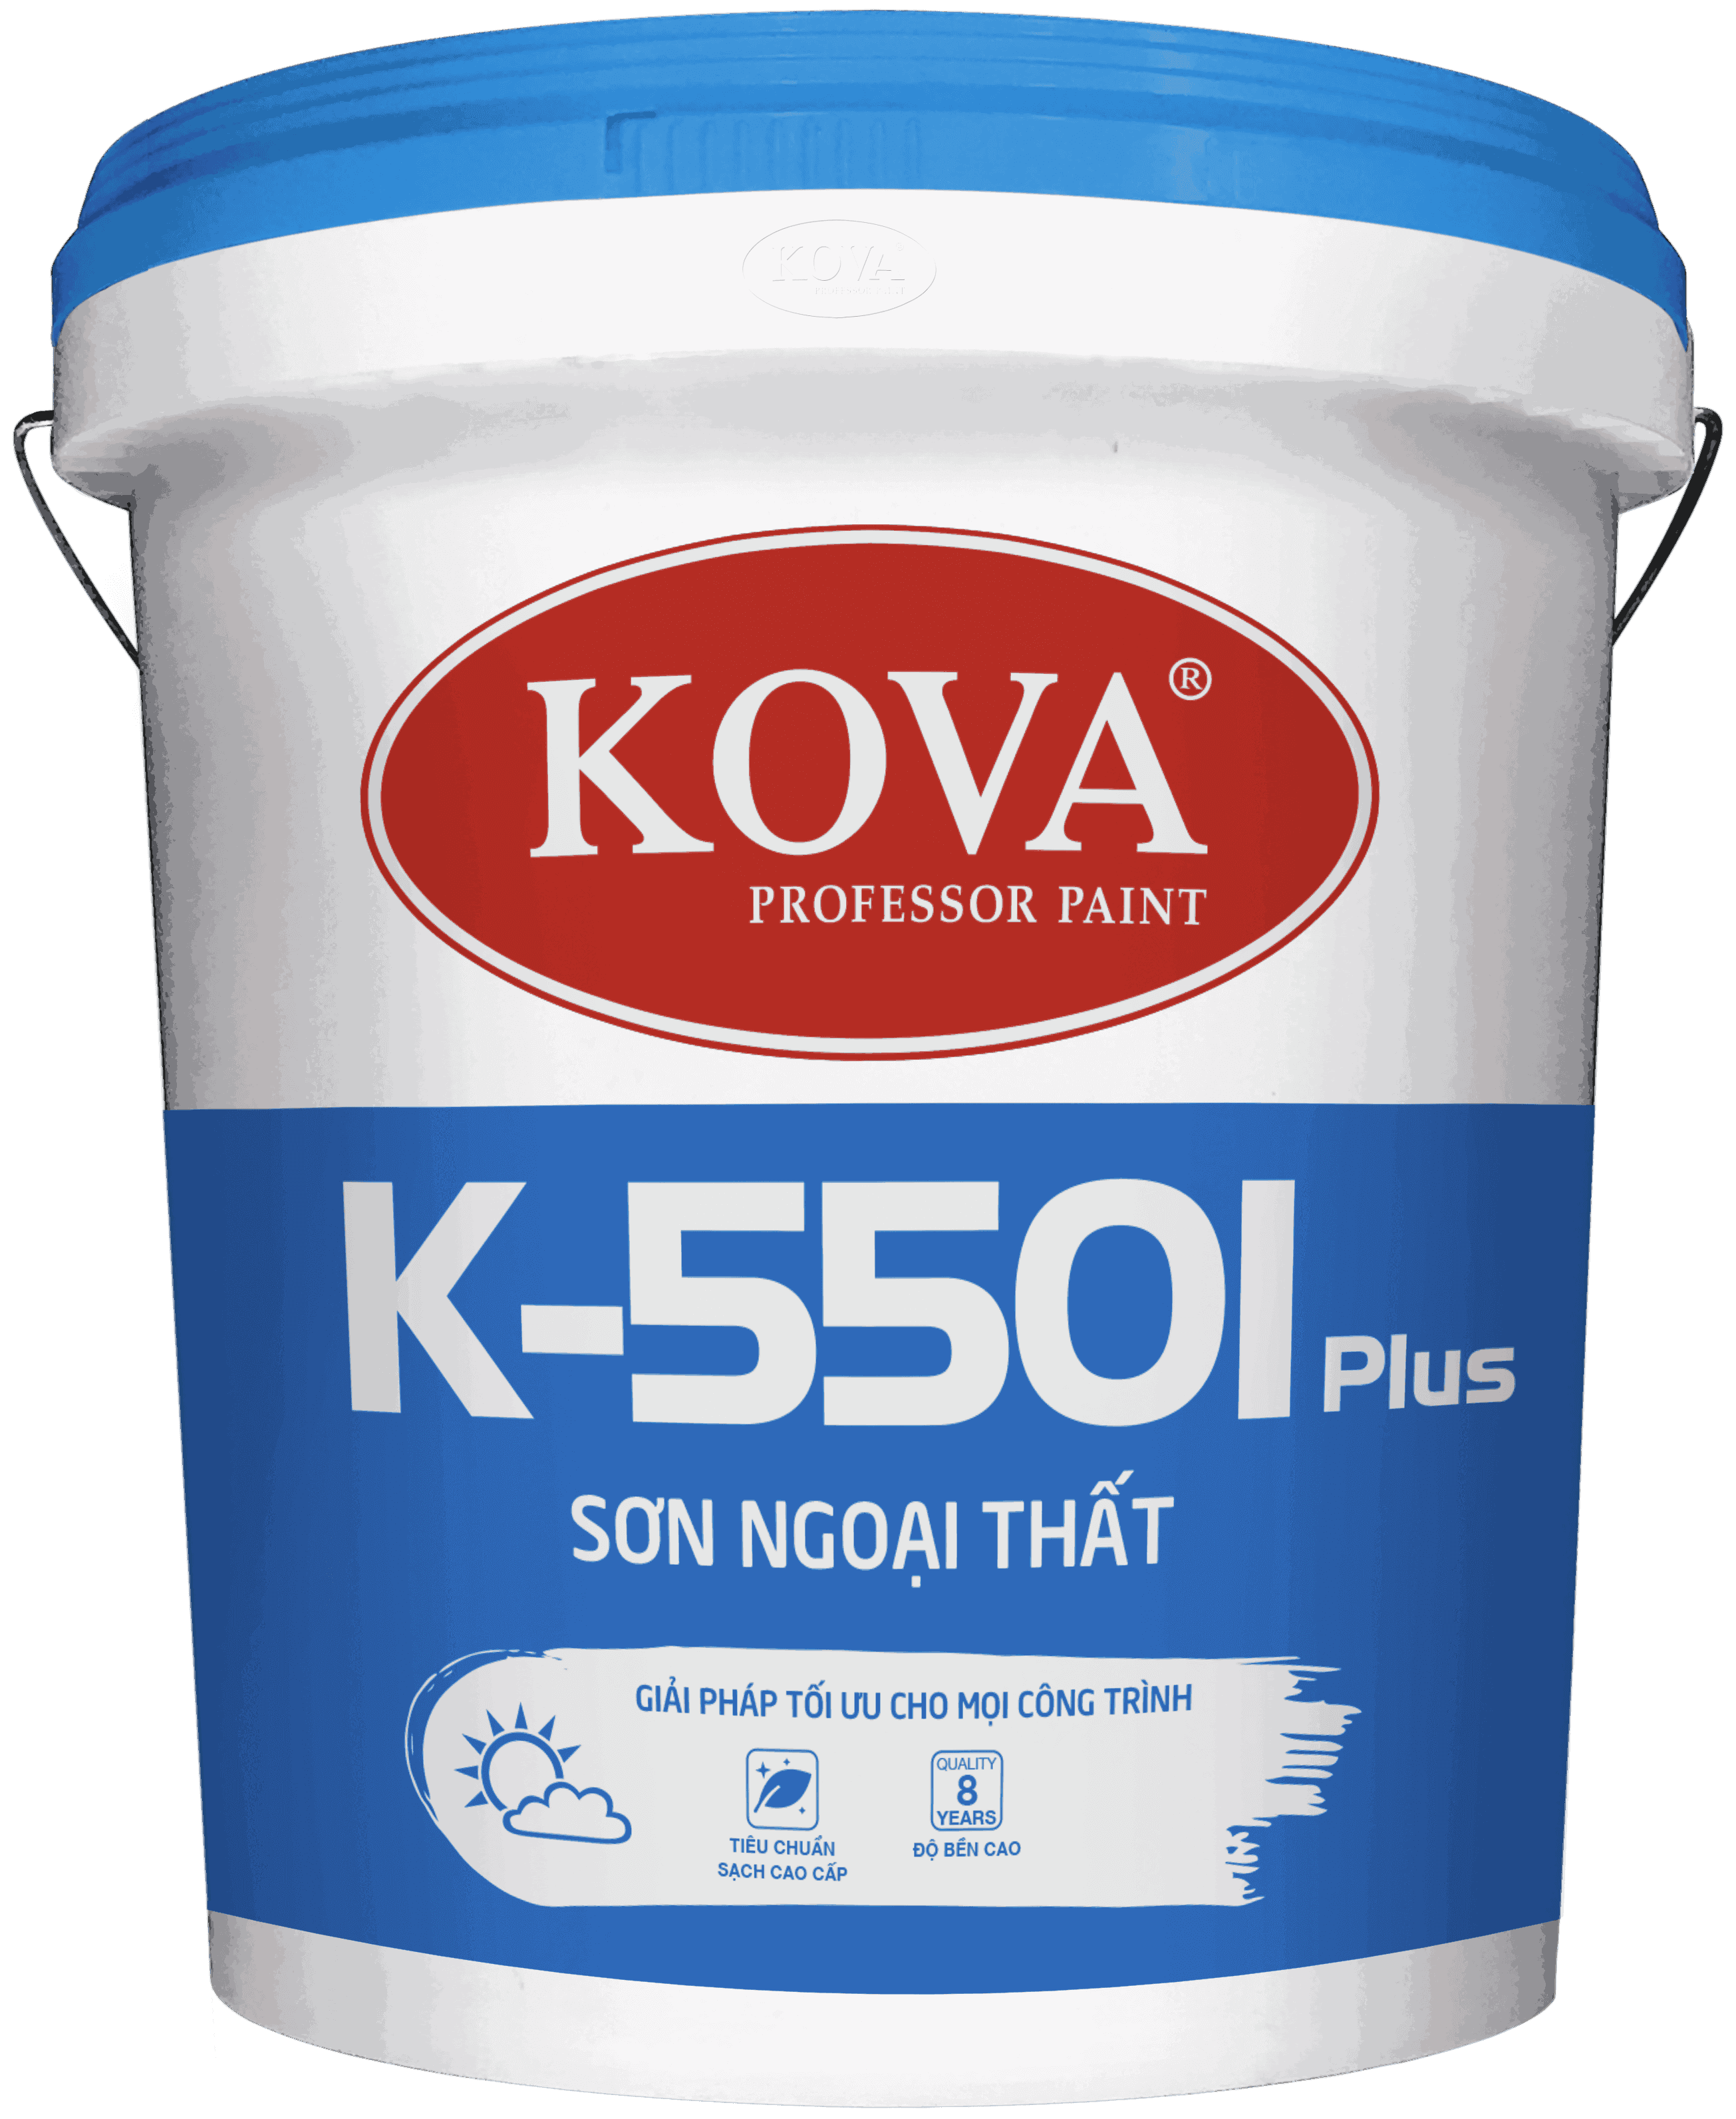 KOVA
KOVA®
PROFESSOR PAINT
K-5501 Plus
SƠN NGOẠI THẤT
GIẢI PHÁP TỐI ƯU CHO MỌI CÔNG TRÌNH
QUALITY
8
YEARS
TIÊU CHUẨN
SẠCH CAO CẤP
ĐỘ BỀN CAO